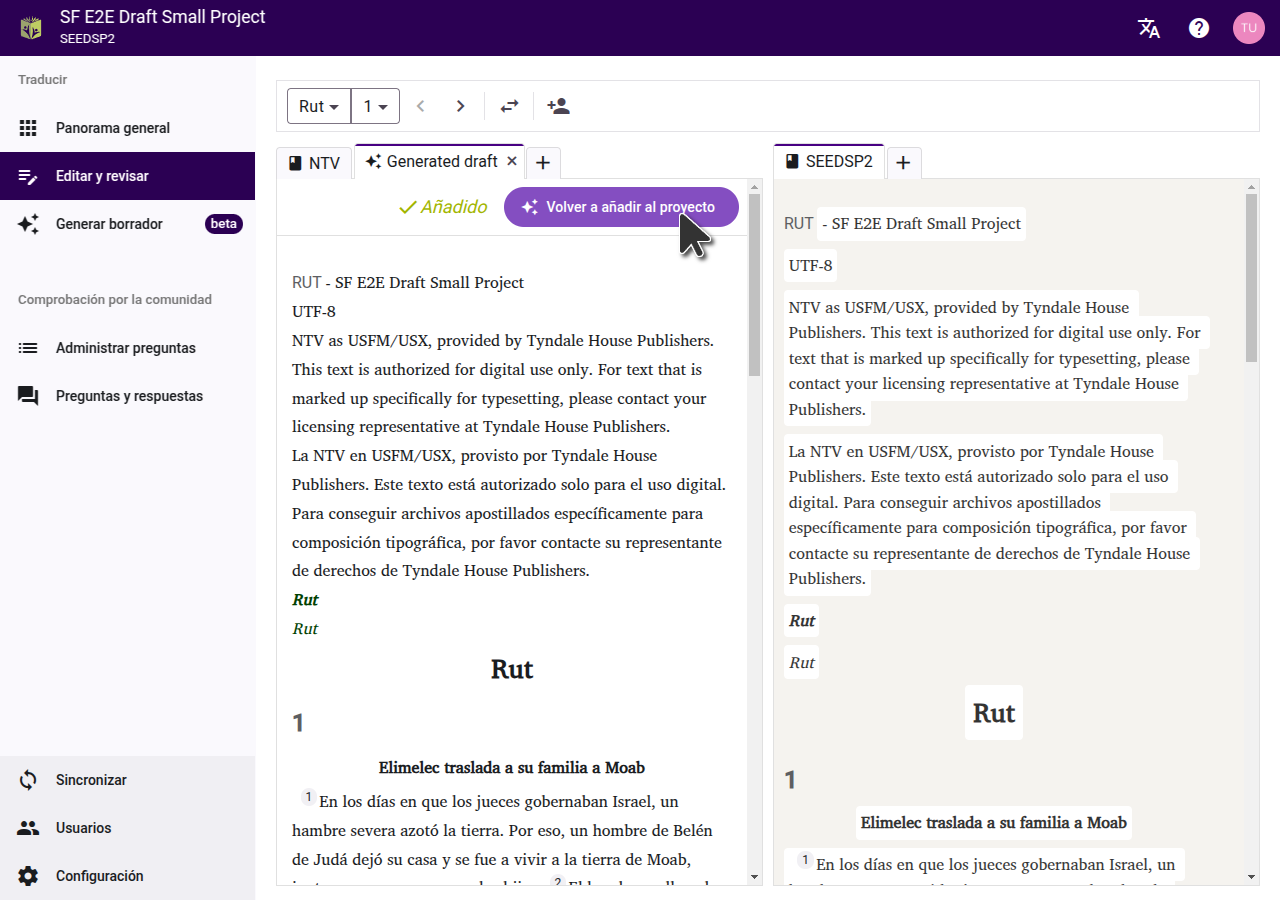 SF E2E Draft Small Project
SEEDSP2
TU
Traducir
Panorama general
Editar y revisar
Generar borrador beta
Comprobación por la comunidad
Administrar preguntas
Preguntas y respuestas
Sincronizar
Usuarios
Configuración
Rut 1
NTV Generated draft
Añadido Volver a añadir al proyecto
RUT - SF E2E Draft Small Project
UTF-8
NTV as USFM/USX, provided by Tyndale House Publishers.
This text is authorized for digital use only. For text that is
marked up specifically for typesetting, please contact your
licensing representative at Tyndale House Publishers.
La NTV en USFM/USX, provisto por Tyndale House
Publishers. Este texto está autorizado solo para el uso digital.
Para conseguir archivos apostillados específicamente para
composición tipográfica, por favor contacte su representante
de derechos de Tyndale House Publishers.
Rut
Rut
Rut
1
Elimelec traslada a su familia a Moab
1 En los días en que los jueces gobernaban Israel, un
hambre severa azotó la tierra. Por eso, un hombre de Belén
de Judá dejó su casa y se fue a vivir a la tierra de Moab,
SEEDSP2
RUT - SF E2E Draft Small Project
UTF-8
NTV as USFM/USX, provided by Tyndale House
Publishers. This text is authorized for digital use only. For
text that is marked up specifically for typesetting, please
contact your licensing representative at Tyndale House
Publishers.
La NTV en USFM/USX, provisto por Tyndale House
Publishers. Este texto está autorizado solo para el uso
digital. Para conseguir archivos apostillados
específicamente para composición tipográfica, por favor
contacte su representante de derechos de Tyndale House
Publishers.
Rut
Rut
Rut
1
Elimelec traslada a su familia a Moab
1 En los días en que los jueces gobernaban Israel, un